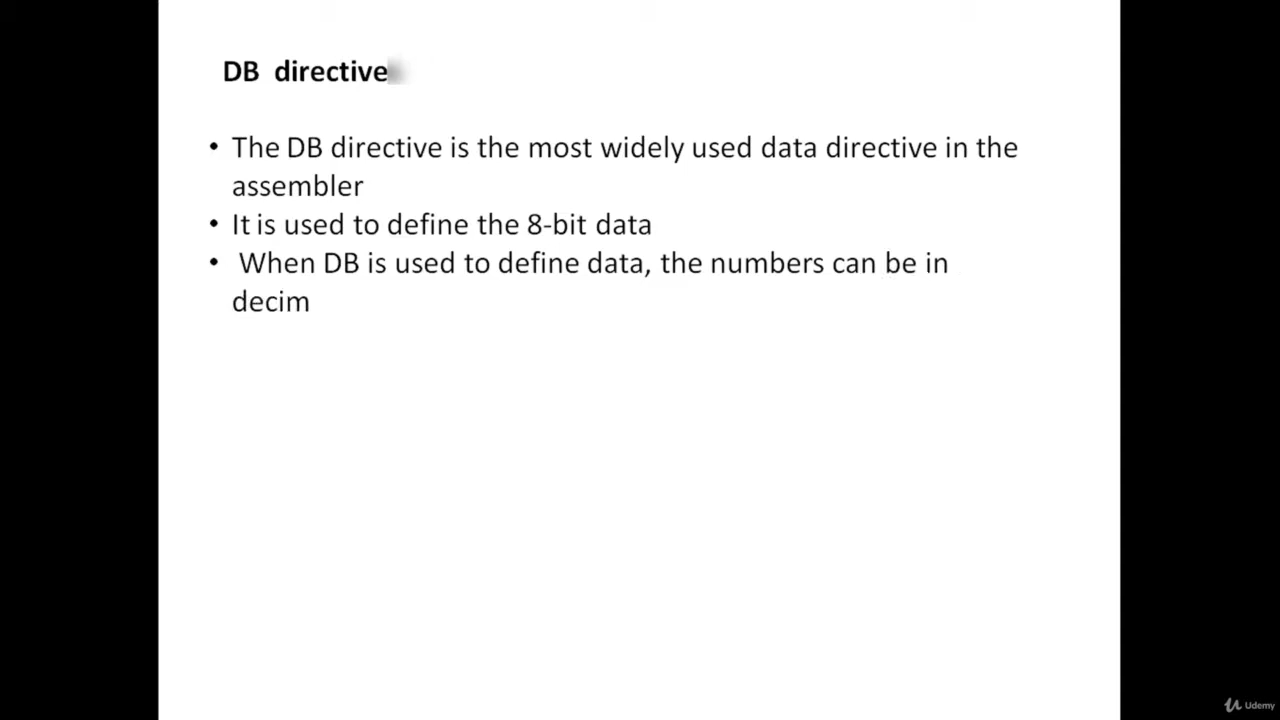 DB directive
• The DB directive is the most widely used data directive in the
assembler
• It is used to define the 8-bit data
• When DB is used to define data, the numbers can be in
decim
Udemy